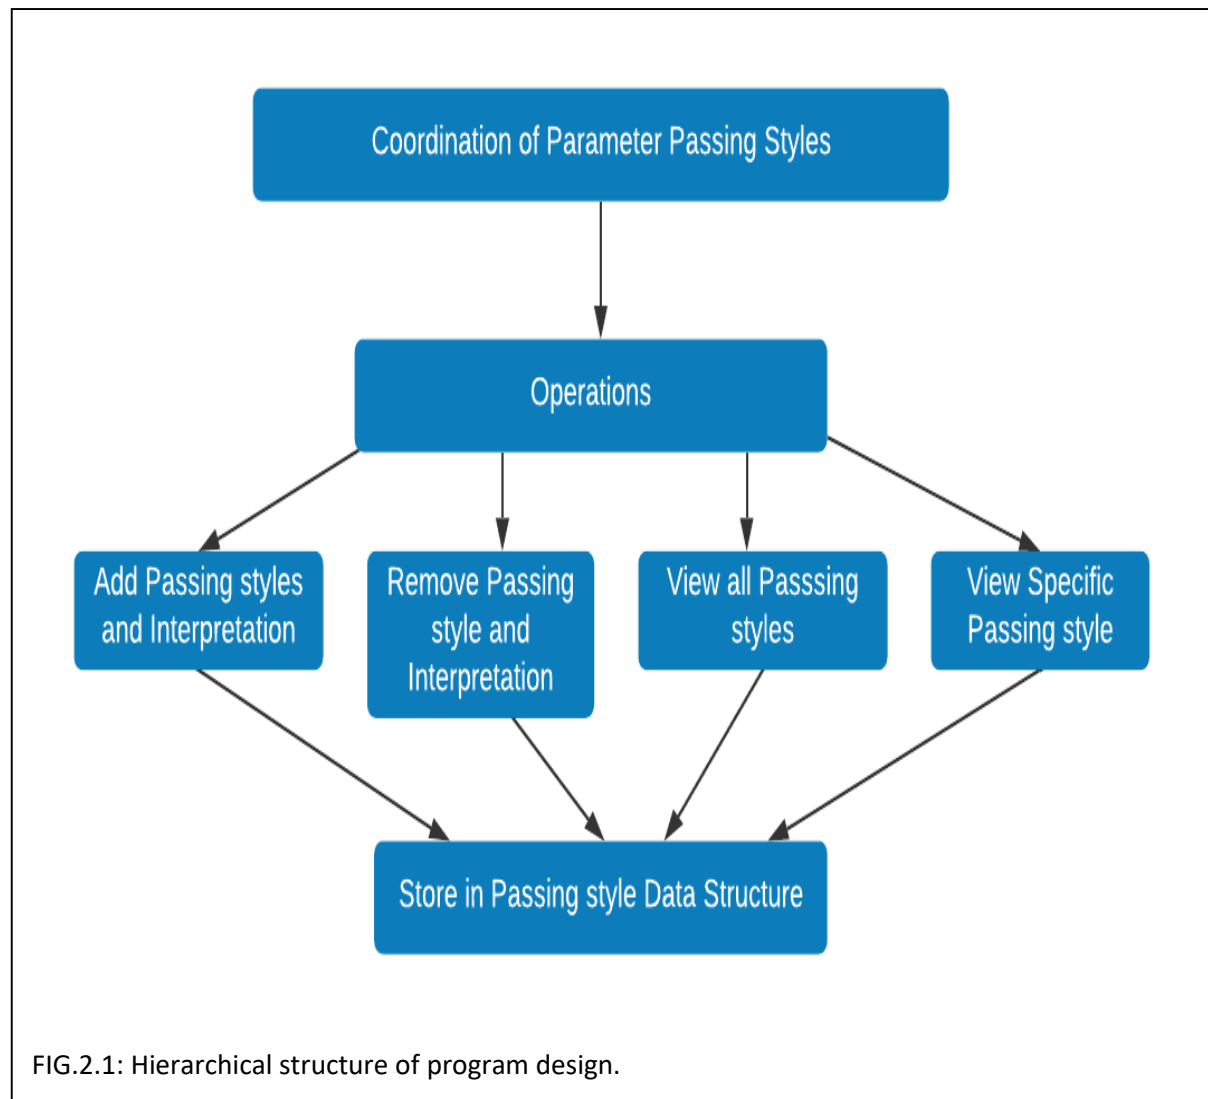 Coordination of Parameter Passing Styles
Operations
Add Passing styles
and Interpretation
Remove Passing
style and
Interpretation
View all Passsing
styles
View Specific
Passing style
Store in Passing style Data Structure
FIG.2.1: Hierarchical structure of program design.